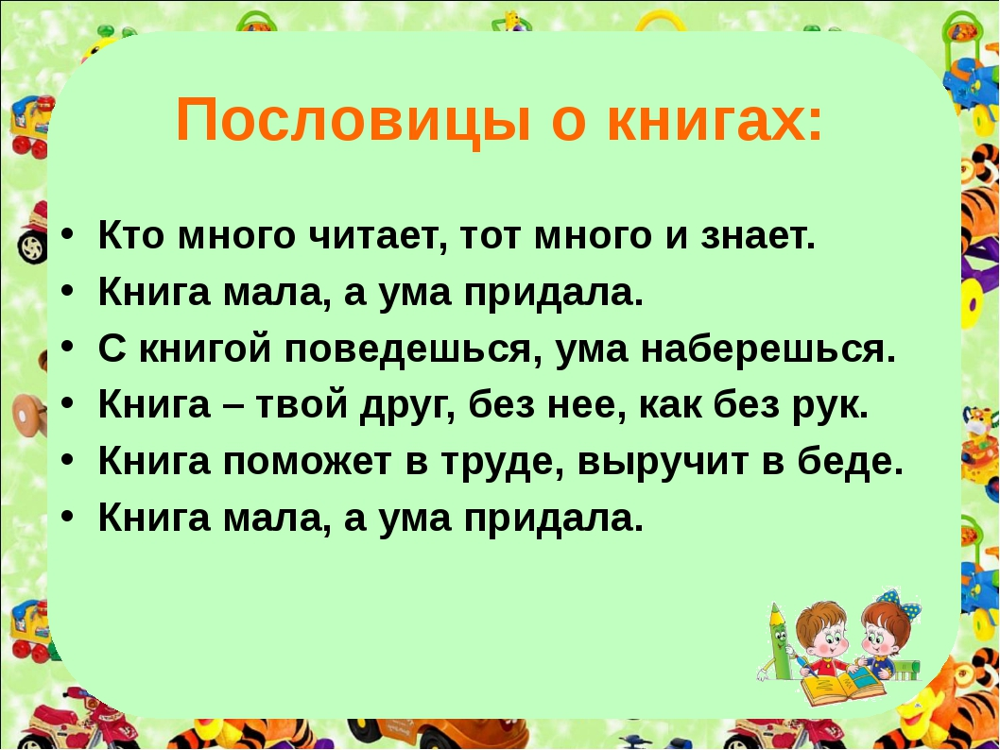 Пословицы о книгах:
• Кто много читает, тот много и знает.
• Книга мала, а ума придала.
• С книгой поведешься, ума наберешься.
• Книга – твой друг, без нее, как без рук.
• Книга поможет в труде, выручит в беде.
• Книга мала, а ума придала.